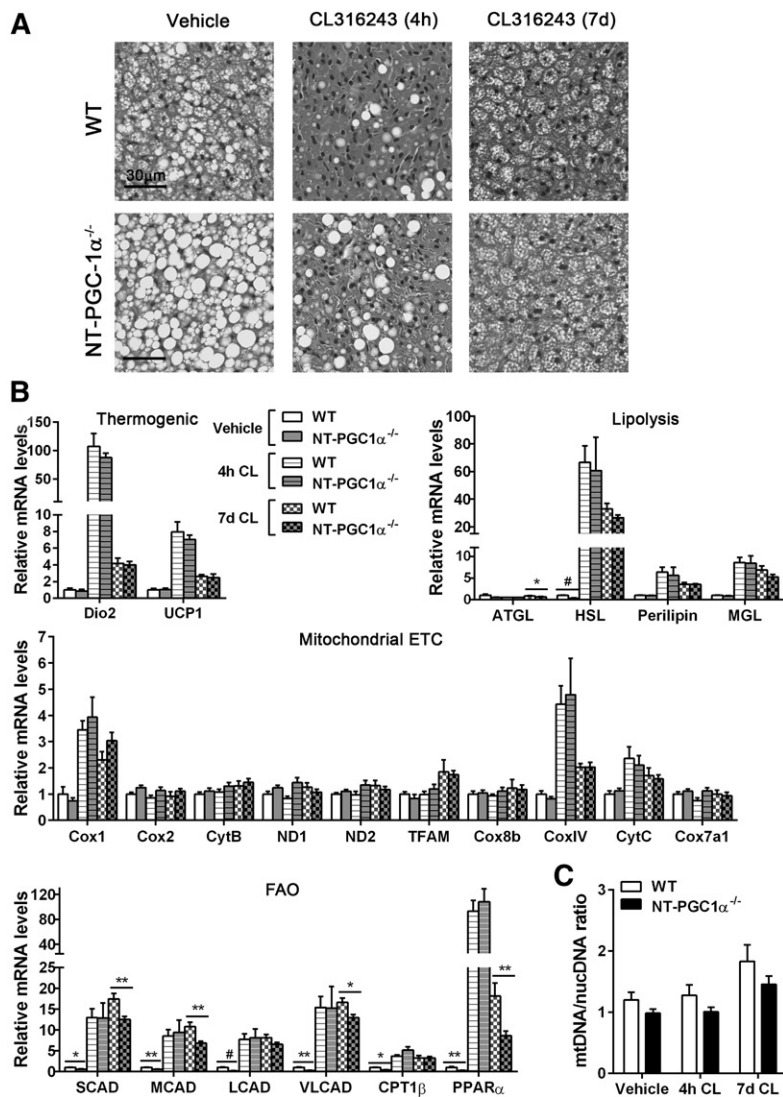 A
Vehicle CL316243 (4h) CL316243 (7d)
WT
30μm
NT-PGC-1α-/-
B
Thermogenic
Relative mRNA levels
150
100
50
8
6
4
2
0
Dio2 UCP1
Vehicle
WT
NT-PGC1α-/-
4h CL
WT
NT-PGC1α-/-
7d CL
WT
NT-PGC1α-/-
Lipolysis
Relative mRNA levels
100
80
60
40
20
10
5
0
* #
ATGL HSL Perilipin MGL
Mitochondrial ETC
Relative mRNA levels
7
6
5
4
3
2
1
0
Cox1 Cox2 CytB ND1 ND2 TFAM Cox8b CoxIV CytC Cox7a1
FAO
Relative mRNA levels
120
80
40
25
20
15
10
5
0
* ** ** ** # ** * * ** **
SCAD MCAD LCAD VLCAD CPT1β PPARα
C
WT
NT-PGC1α-/-
mtDNA/nucDNA ratio
3
2
1
0
Vehicle 4h CL 7d CL